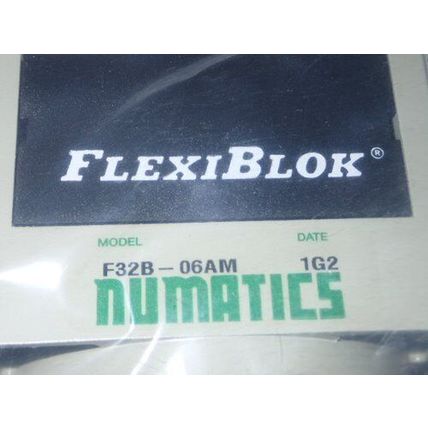 FLEXIBLOK®
MODEL DATE
F32B-06AM 1G2
NUMATICS